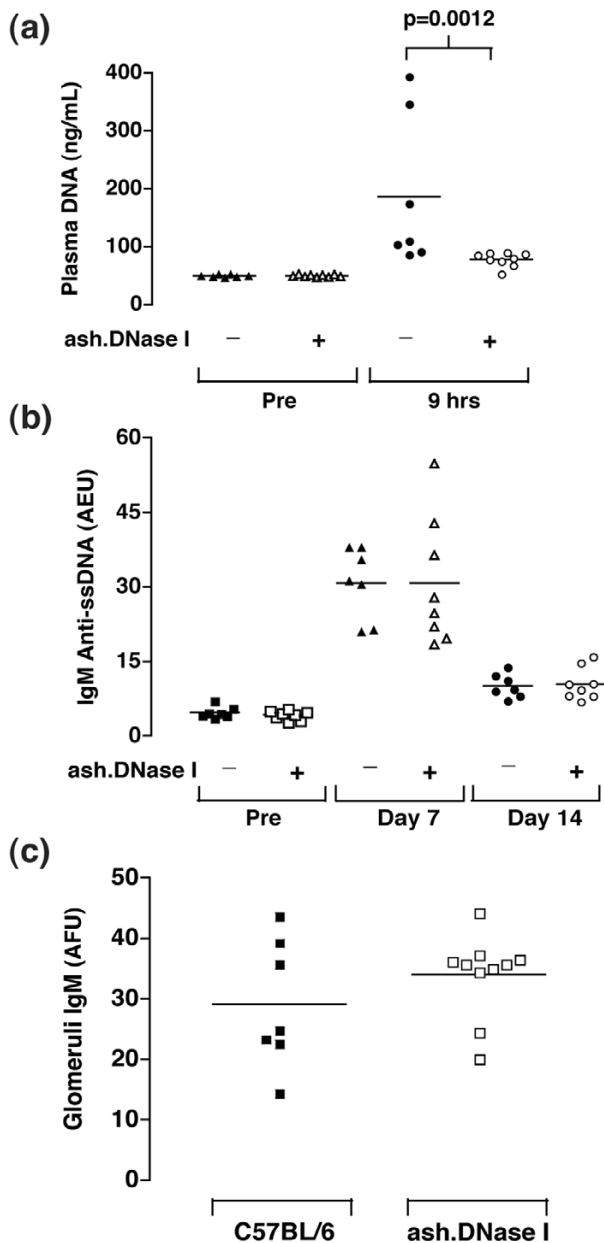 (a)
p=0.0012
Plasma DNA (ng/mL)
400
300
200
100
0
ash.DNase I – + – +
Pre 9 hrs
(b)
IgM Anti-ssDNA (AEU)
60
45
30
15
0
ash.DNase I – + – + – +
Pre Day 7 Day 14
(c)
Glomeruli IgM (AFU)
50
40
30
20
10
0
C57BL/6 ash.DNase I